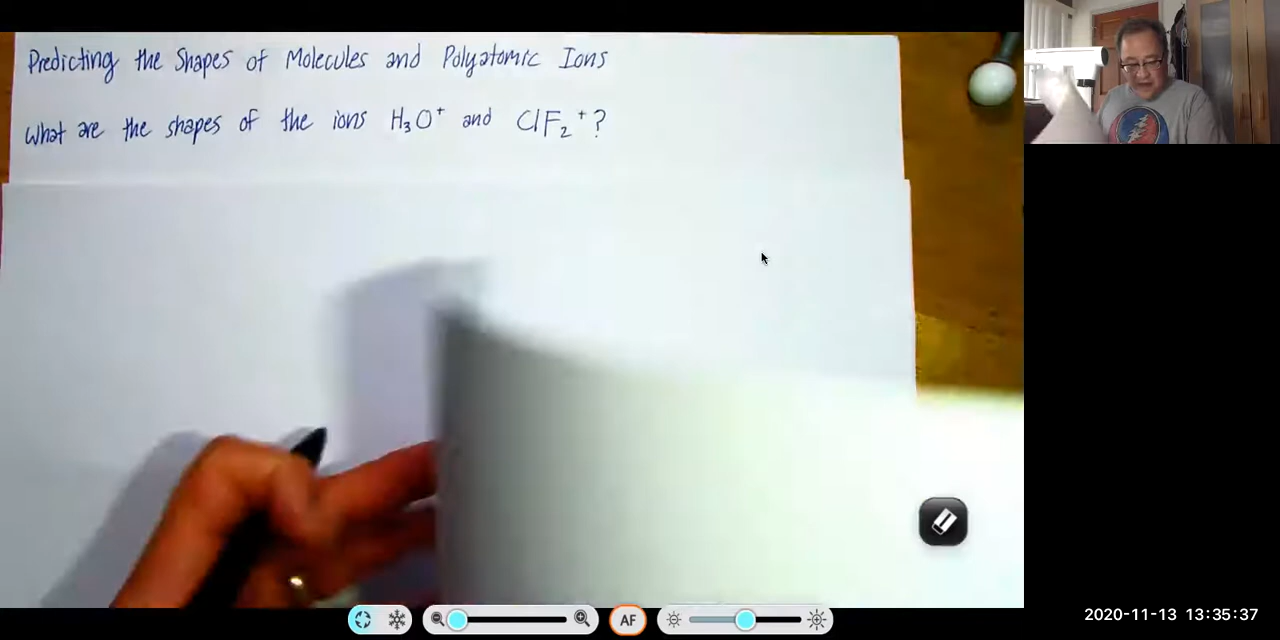 Predicting the Shapes of Molecules and Polyatomic Ions
What are the shapes of the ions H₃O⁺ and ClF₂⁺?
AF
2020-11-13 13:35:37